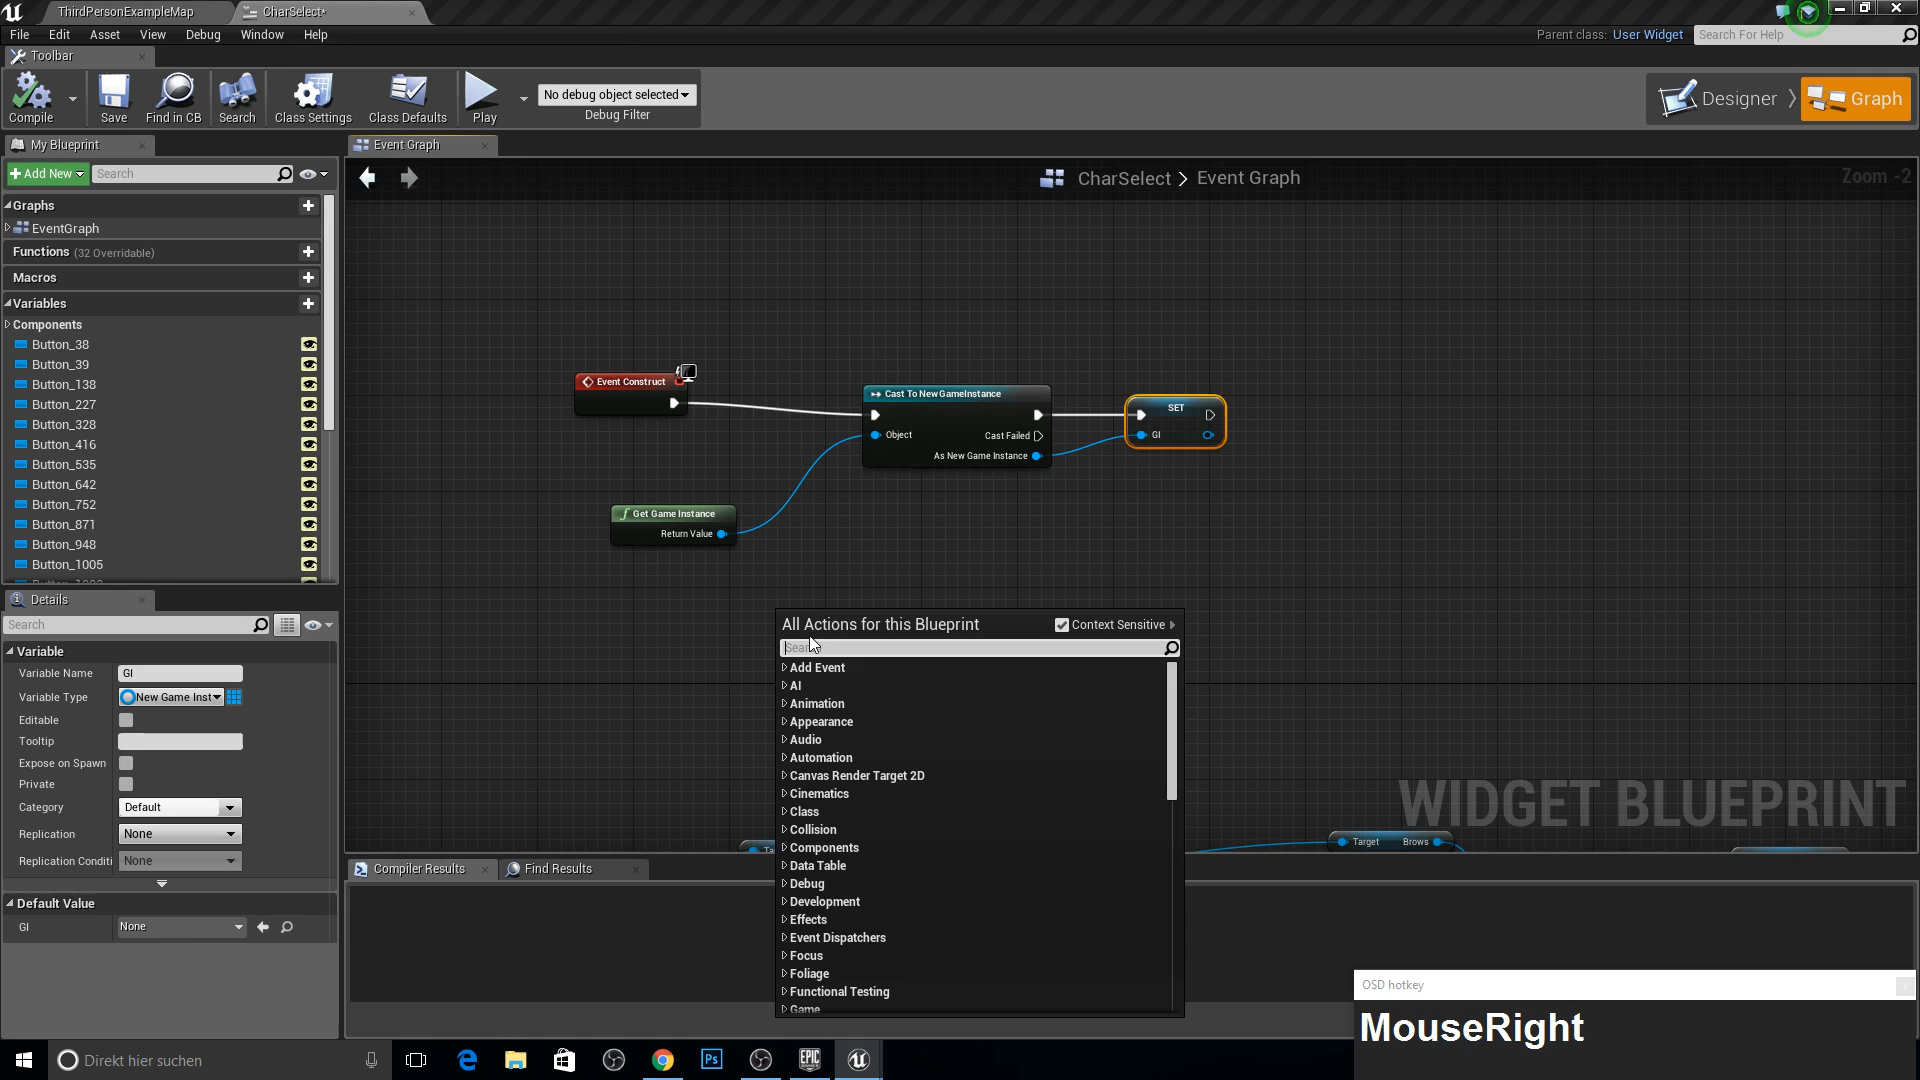 ThirdPersonExampleMap
CharSelect*
File
Edit
Asset
View
Debug
Window
Help
Parent class: User Widget
Search For Help
Toolbar
Compile
Save
Find in CB
Search
Class Settings
Class Defaults
Play
No debug object selected
Debug Filter
Designer
Graph
My Blueprint
Event Graph
Add New
Search
CharSelect > Event Graph
Zoom -2
Graphs
EventGraph
Functions (32 Overridable)
Macros
Variables
Components
Button_38
Button_39
Button_138
Button_227
Button_328
Button_416
Button_535
Button_642
Button_752
Button_871
Button_948
Button_1005
Event Construct
Cast To NewGameInstance
Object
Cast Failed
As New Game Instance
SET
GI
Get Game Instance
Return Value
Details
Search
Variable
Variable Name
GI
Variable Type
New Game Inst
Editable
Tooltip
Expose on Spawn
Private
Category
Default
Replication
None
Replication Conditi
None
Default Value
GI
None
All Actions for this Blueprint
Context Sensitive
Add Event
AI
Animation
Appearance
Audio
Automation
Canvas Render Target 2D
Cinematics
Class
Collision
Components
Data Table
Debug
Development
Effects
Event Dispatchers
Focus
Foliage
Functional Testing
Game
WIDGET BLUEPRINT
Target
Brows
Compiler Results
Find Results
OSD hotkey
MouseRight
Direkt hier suchen
Ps
EPIC